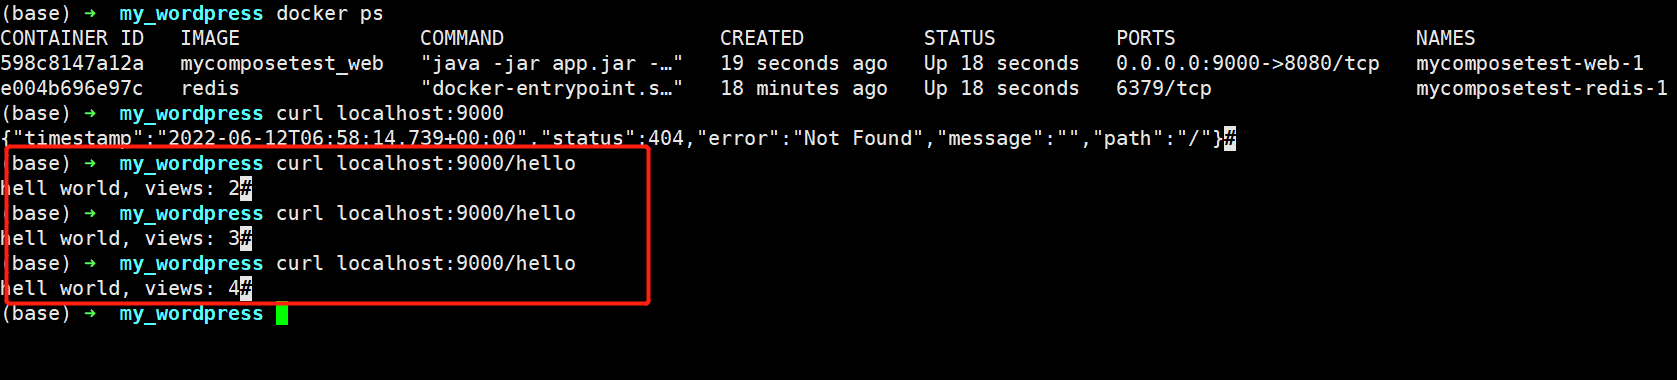 (base) → my_wordpress docker ps
CONTAINER ID   IMAGE               COMMAND                  CREATED          STATUS          PORTS                    NAMES
598c8147a12a   mycomposetest_web   "java -jar app.jar -…"   19 seconds ago   Up 18 seconds   0.0.0.0:9000->8080/tcp   mycomposetest-web-1
e004b696e97c   redis               "docker-entrypoint.s…"   18 minutes ago   Up 18 seconds   6379/tcp                 mycomposetest-redis-1
(base) → my_wordpress curl localhost:9000
{"timestamp":"2022-06-12T06:58:14.739+00:00","status":404,"error":"Not Found","message":"","path":"/"}#
(base) → my_wordpress curl localhost:9000/hello
hell world, views: 2#
(base) → my_wordpress curl localhost:9000/hello
hell world, views: 3#
(base) → my_wordpress curl localhost:9000/hello
hell world, views: 4#
(base) → my_wordpress